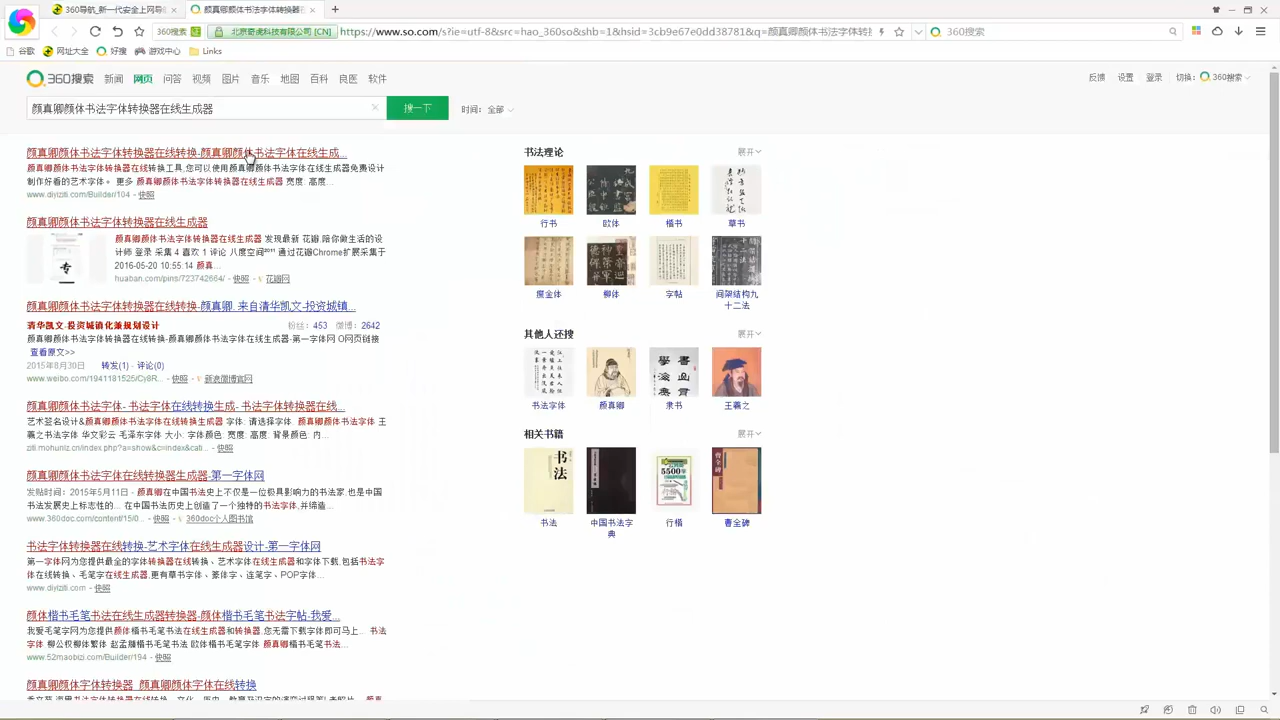 360导航_新一代安全上网导
颜真卿颜体书法字体转换器在
360搜索
北京奇虎科技有限公司 [CN]
https://www.so.com/s?ie=utf-8&src=hao_360so&shb=1&hsid=3cb9e67e0dd38781&q=颜真卿颜体书法字体转
360搜索
谷歌
网址大全
好搜
游戏中心
Links
360搜索
新闻
网页
问答
视频
图片
音乐
地图
百科
良医
软件
反馈
设置
登录
切换:
360搜索
颜真卿颜体书法字体转换器在线生成器
搜一下
时间: 全部
颜真卿颜体书法字体转换器在线转换-颜真卿颜体书法字体在线生成...
颜真卿颜体书法字体转换器在线转换工具,您可以使用颜真卿颜体书法字体在线生成器免费设计
制作好看的艺术字体。 更多 颜真卿颜体书法字体转换器在线生成器 宽度: 高度...
www.diyiziti.com/Builder/104 - 快照
颜真卿颜体书法字体转换器在线生成器
颜真卿颜体书法字体转换器在线生成器 发现最新 花瓣,陪你做生活的设
计师 登录 采集 4 喜欢 1 评论 八度空间²⁰¹¹ 通过花瓣Chrome扩展采集于
2016-05-20 10:55:14 颜真...
huaban.com/pins/723742664/ - 快照 - 花瓣网
专
颜真卿颜体书法字体转换器在线转换-颜真卿. 来自清华凯文-投资城镇...
清华凯文-投资城镇化策规划设计
粉丝: 453 微博: 2642
颜真卿颜体书法字体转换器在线转换-颜真卿颜体书法字体在线生成器-第一字体网 O网页链接
查看原文>>
2015年8月30日 转发(1) - 评论(0)
www.weibo.com/1941181525/Cy8R... - 快照 - 新浪微博官网
颜真卿颜体书法字体- 书法字体在线转换生成- 书法字体转换器在线...
艺术签名设计&颜真卿颜体书法字体在线转换生成器 字体. 请选择字体. 颜真卿颜体书法字体 王
羲之书法字体 华文彩云 毛泽东字体 大小: 字体颜色: 宽度: 高度: 背景颜色: 内...
ziti.mohuniz.cn/index.php?a=show&c=index&cati... - 快照
颜真卿颜体书法字体在线转换器生成器-第一字体网
发贴时间: 2015年5月11日 - 颜真卿在中国书法史上不仅是一位极具影响力的书法家,也是中国
书法发展史上标志性的... 在中国书法历史上创造了一个独特的书法字体,并缔造...
www.360doc.com/content/15/0... - 快照 - 360doc个人图书馆
书法字体转换器在线转换-艺术字体在线生成器设计-第一字体网
第一字体网为您提供最全的字体转换器在线转换、艺术字体在线生成器和字体下载,包括书法字
体在线转换、毛笔字在线生成器,更有草书字体、篆体字、连笔字、POP字体...
www.diyiziti.com - 快照
颜体楷书毛笔书法在线生成器转换器-颜体楷书毛笔书法字帖-我爱...
我爱毛笔字网为您提供颜体楷书毛笔书法在线生成器和转换器,您无需下载字体即可马上... 书法
字体 柳公权柳体繁体 赵孟頫楷书毛笔书法 欧体楷书毛笔字体 颜真卿楷书毛笔书法...
www.52maobizi.com/Builder/194 - 快照
颜真卿颜体字体转换器_颜真卿颜体字体在线转换
书法理论
展开
行书
欧体
楷书
草书
瘦金体
柳体
字帖
间架结构九
十二法
其他人还搜
展开
书法字体
颜真卿
隶书
王羲之
相关书籍
展开
书法
中国书法字
典
行楷
曹全碑